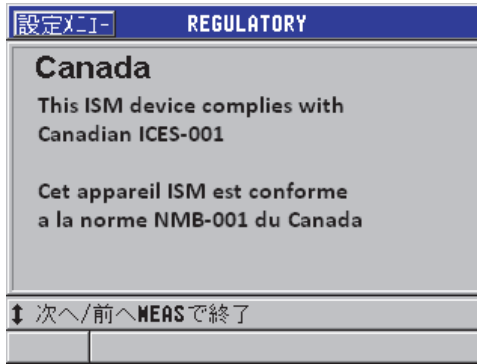 設定ﾒﾆｭｰ REGULATORY
Canada
This ISM device complies with
Canadian ICES-001
Cet appareil ISM est conforme
a la norme NMB-001 du Canada
次へ/前へMEASで終了